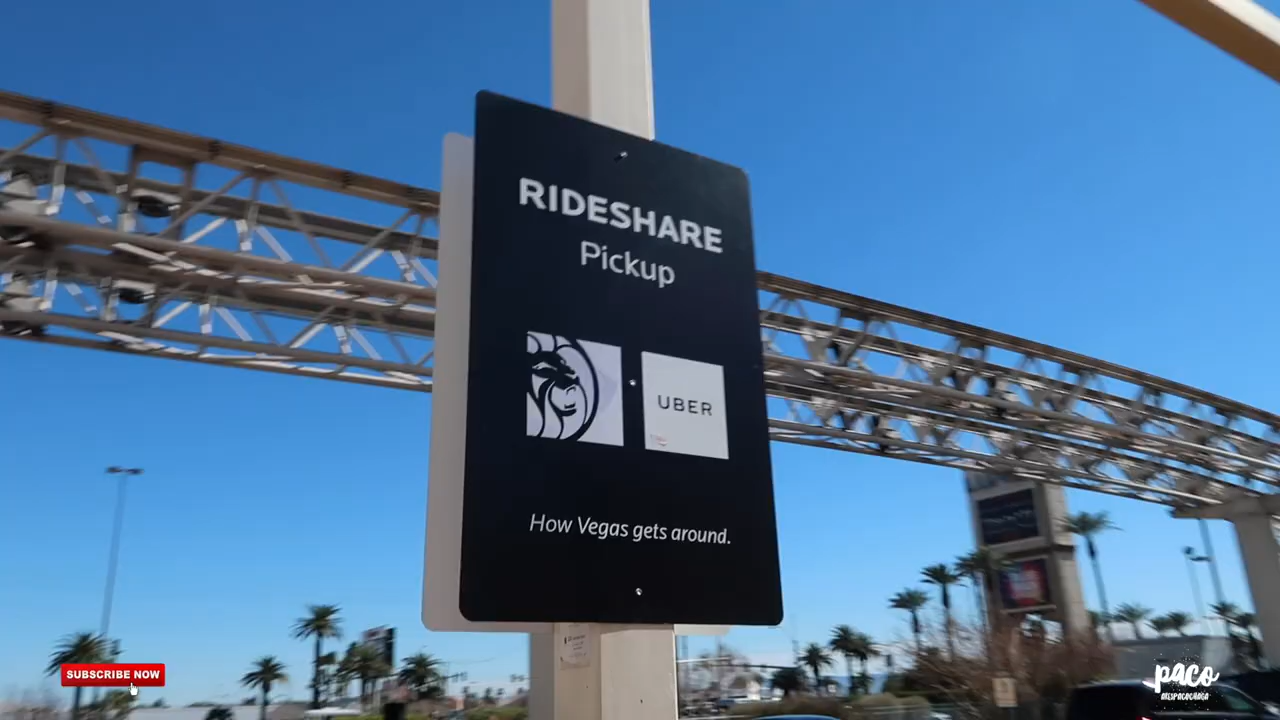 RIDESHARE
Pickup
UBER
How Vegas gets around.
SUBSCRIBE NOW
paco